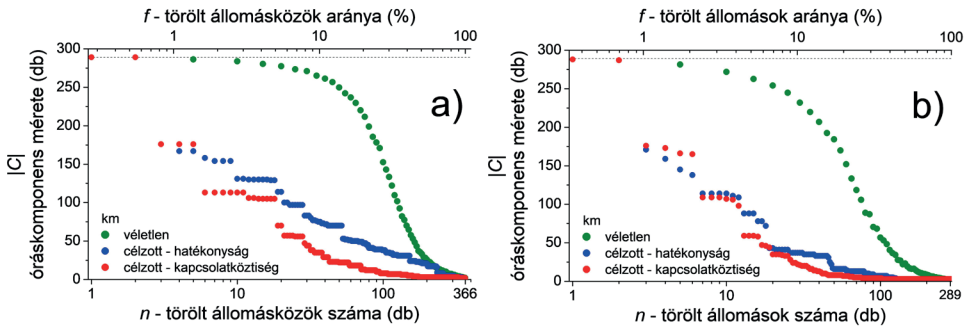 f - törölt állomásközök aránya (%)
1 10 100
300
250
200
150
100
50
0
|C|
óráskomponens mérete (db)
a)
km
véletlen
célzott - hatékonyság
célzott - kapcsolatköztiség
1 10 100 366
n - törölt állomásközök száma (db)
f - törölt állomások aránya (%)
1 10 100
300
250
200
150
100
50
0
|C|
óráskomponens mérete (db)
b)
km
véletlen
célzott - hatékonyság
célzott - kapcsolatköztiség
1 10 100 289
n - törölt állomások száma (db)